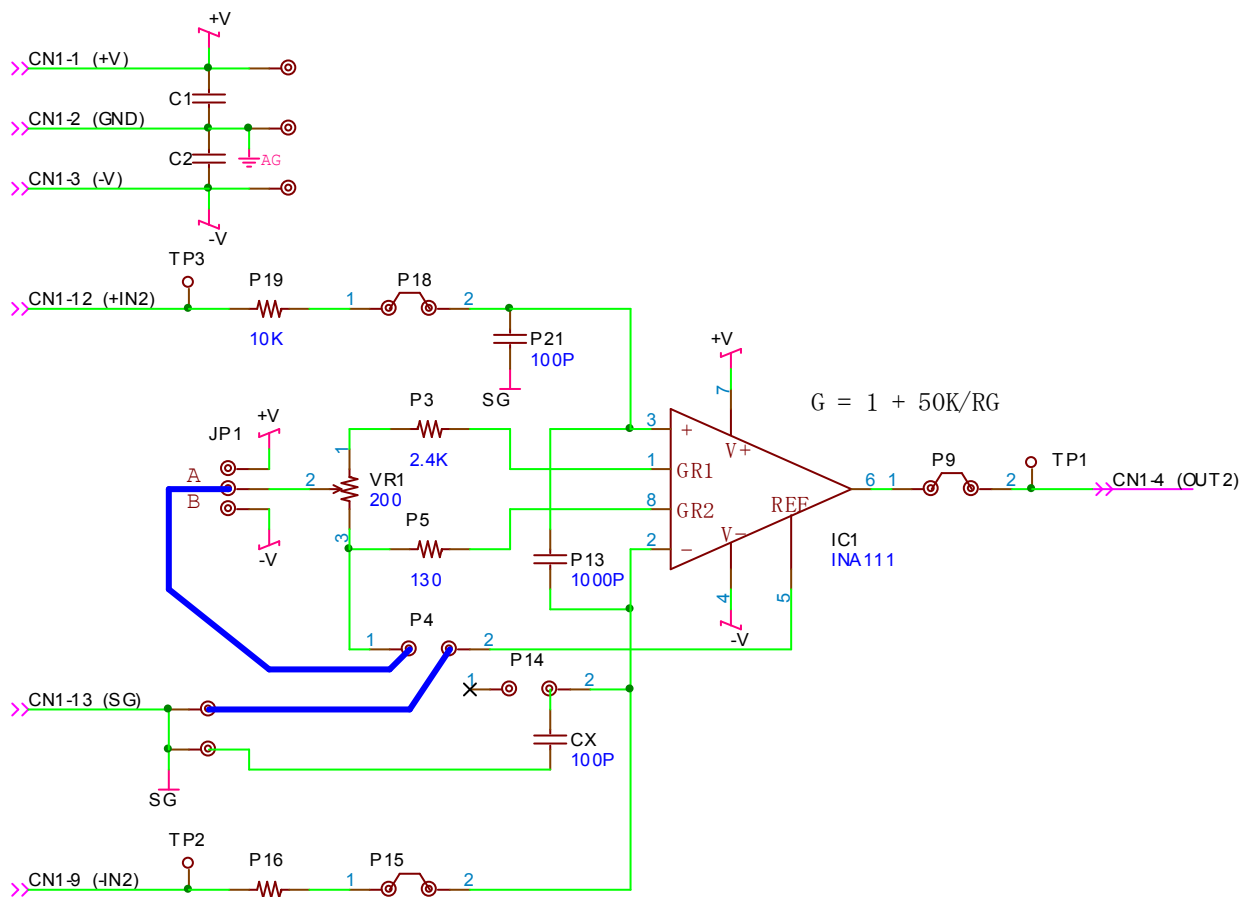 +V
CN1-1 (+V)
C1
CN1-2 (GND)
C2
AG
CN1-3 (-V)
-V
TP3
P19
P18
CN1-12 (+IN2)
1
2
10K
P21
100P
SG
+V
7
G = 1 + 50K/RG
P3
JP1
+V
1
2.4K
3
+
V+
A
2
VR1
200
1
GR1
6
1
P9
2
TP1
CN1-4 (OUT2)
B
P5
8
GR2
REF
3
-V
130
2
-
V-
IC1
INA111
P13
1000P
4
5
-V
P4
1
2
P14
1
2
CN1-13 (SG)
CX
100P
SG
TP2
P16
P15
CN1-9 (-IN2)
1
2